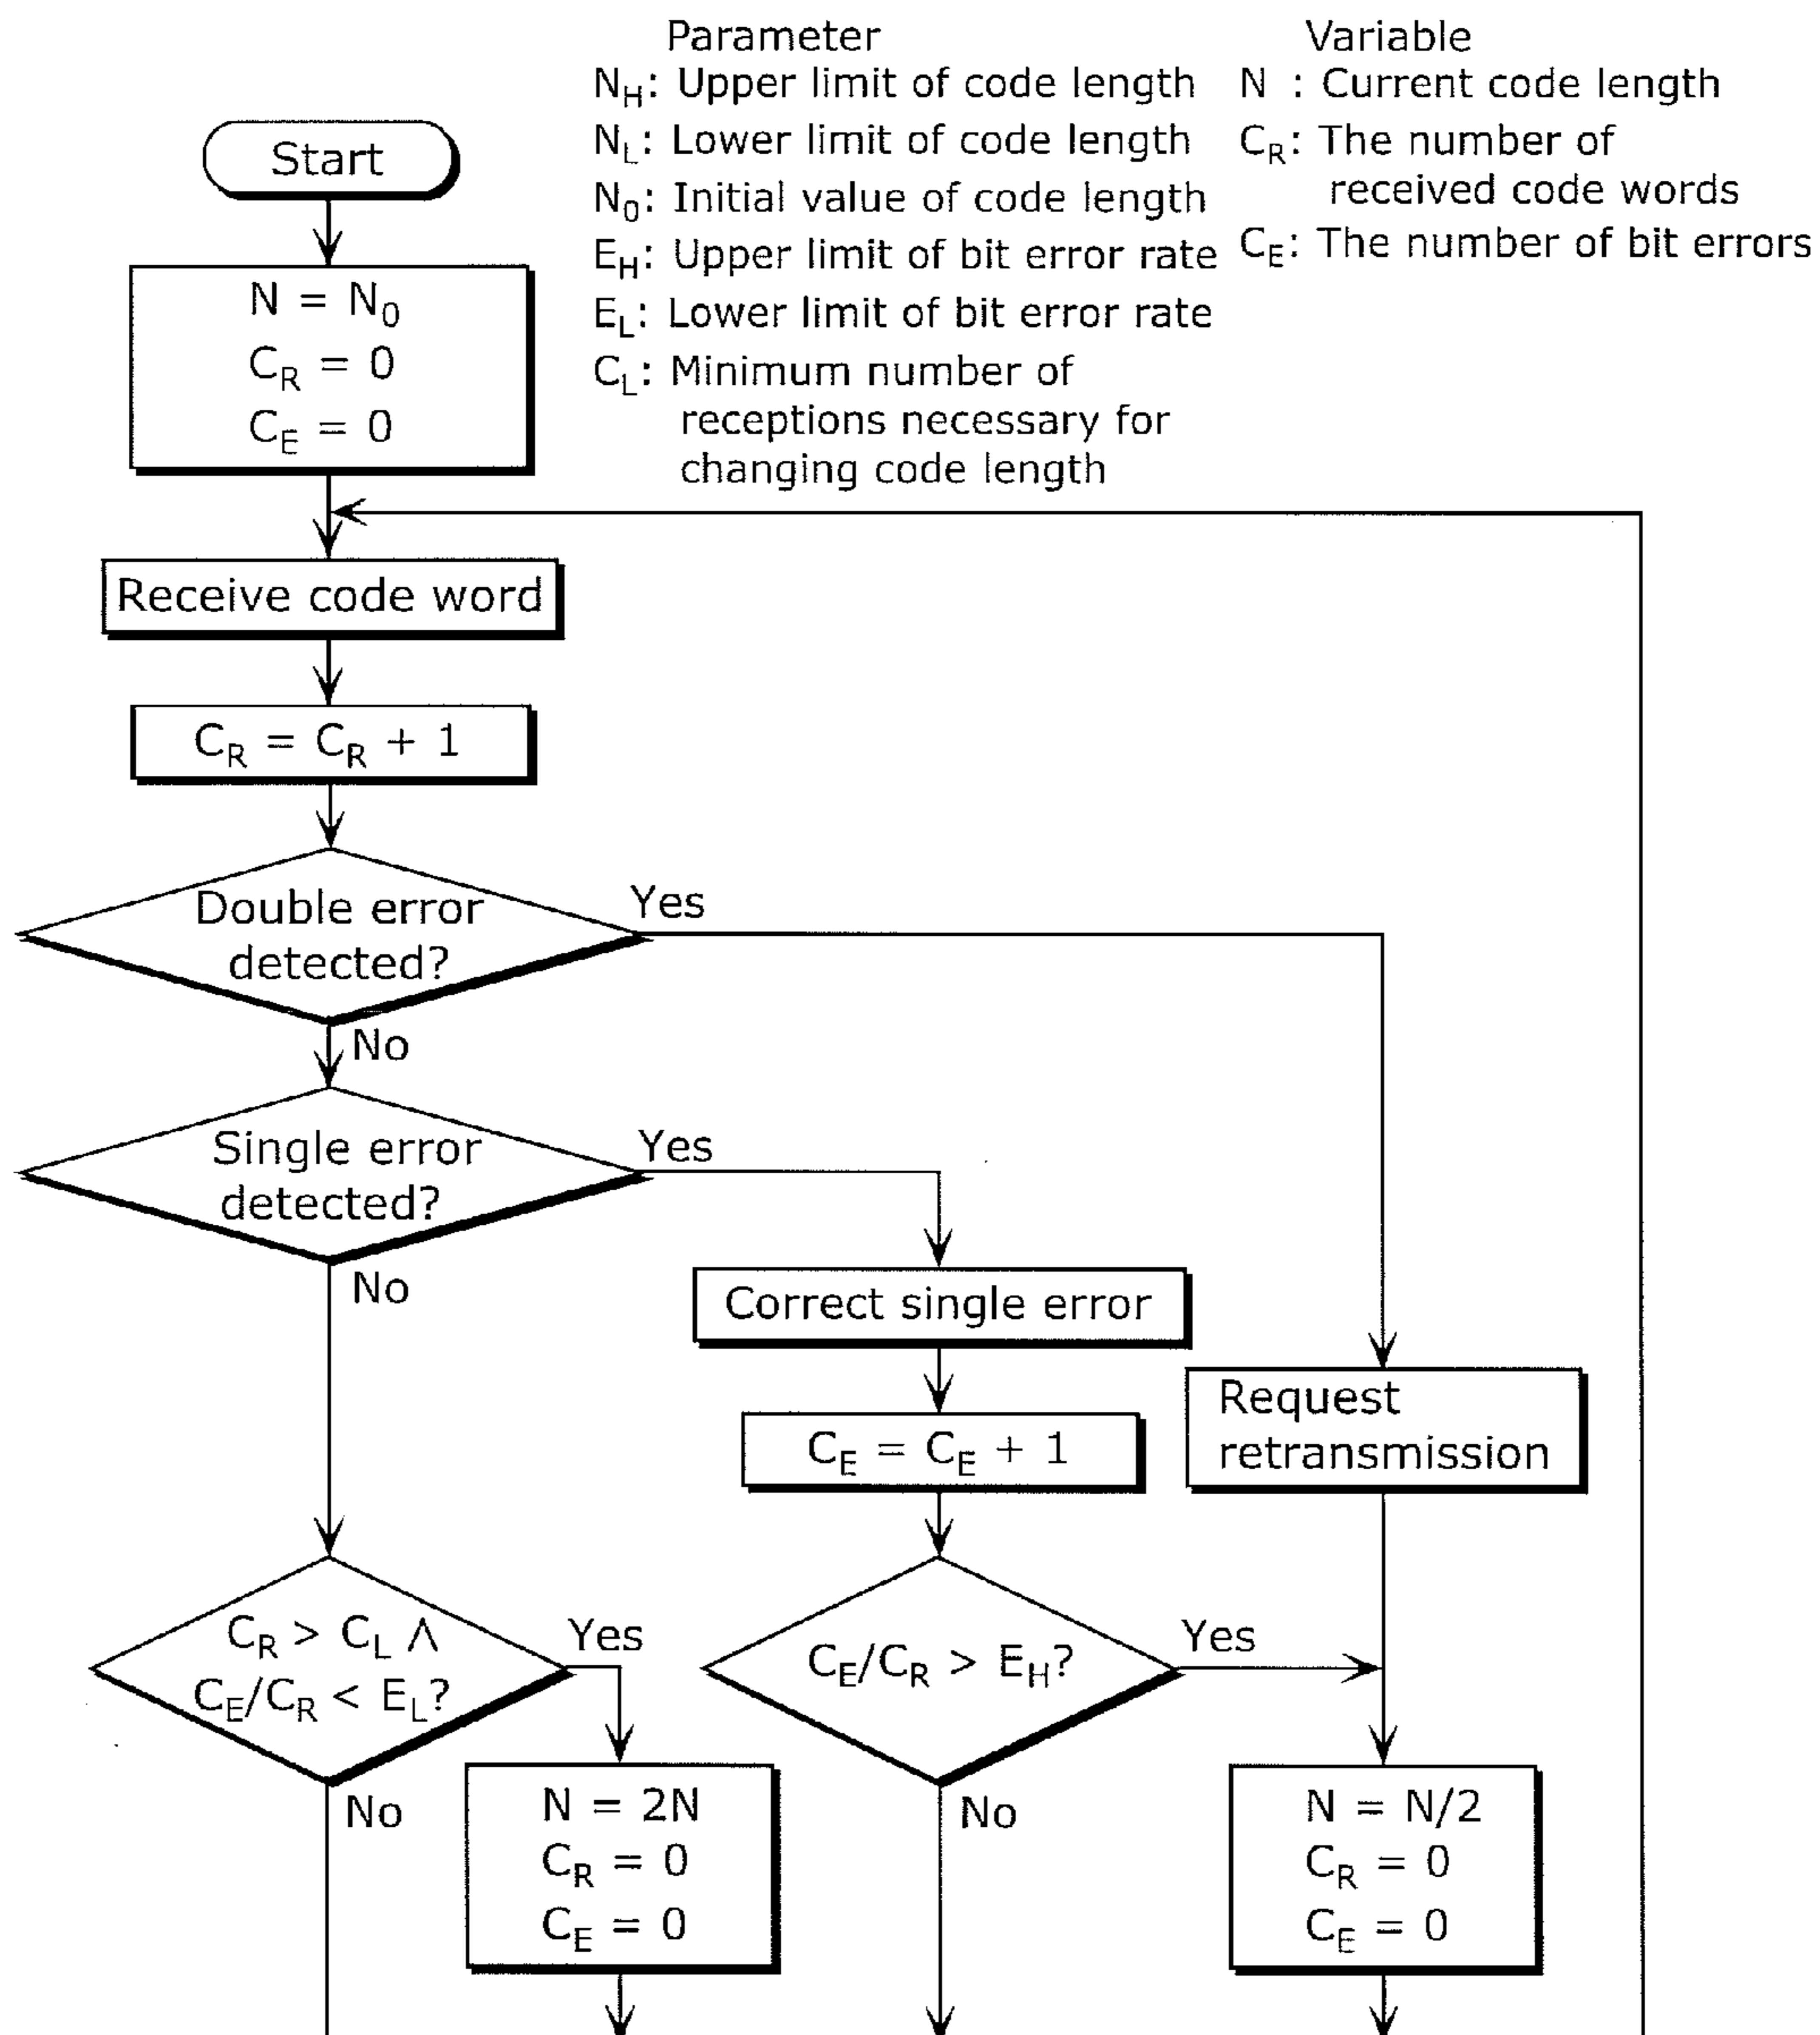 Parameter
N_H: Upper limit of code length
N_L: Lower limit of code length
N_0: Initial value of code length
E_H: Upper limit of bit error rate
E_L: Lower limit of bit error rate
C_L: Minimum number of
receptions necessary for
changing code length
Variable
N : Current code length
C_R: The number of
received code words
C_E: The number of bit errors
Start
N = N_0
C_R = 0
C_E = 0
Receive code word
C_R = C_R + 1
Double error
detected?
Yes
No
Single error
detected?
Yes
No
Correct single error
C_E = C_E + 1
Request
retransmission
C_R > C_L ∧
C_E/C_R < E_L?
Yes
No
C_E/C_R > E_H?
Yes
No
N = 2N
C_R = 0
C_E = 0
N = N/2
C_R = 0
C_E = 0